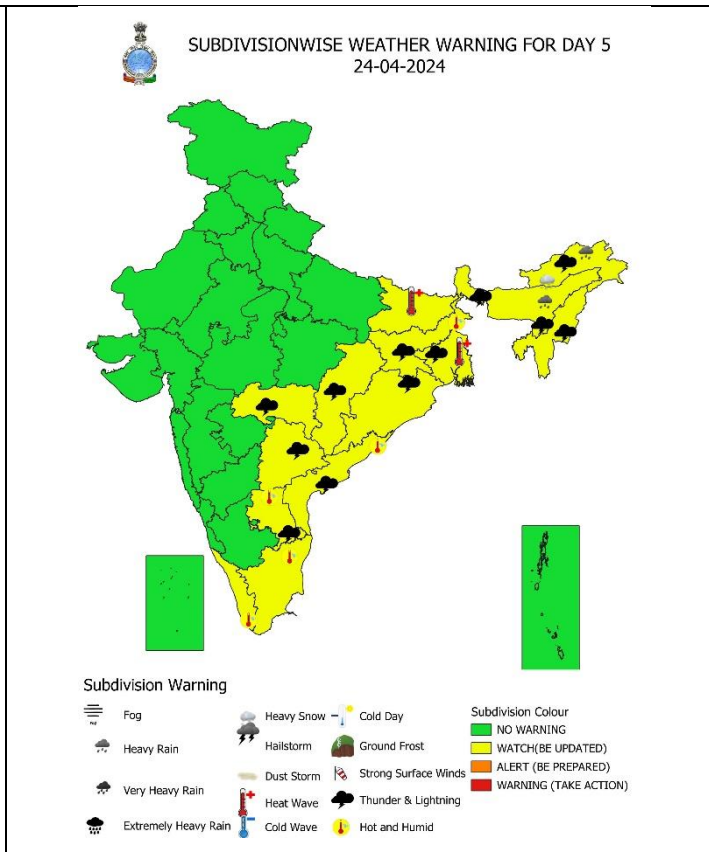 SUBDIVISIONWISE WEATHER WARNING FOR DAY 5
24-04-2024
Subdivision Warning
Fog
Heavy Rain
Very Heavy Rain
Extremely Heavy Rain
Heavy Snow
Hailstorm
Dust Storm
Heat Wave
Cold Wave
Cold Day
Ground Frost
Strong Surface Winds
Thunder & Lightning
Hot and Humid
Subdivision Colour
NO WARNING
WATCH(BE UPDATED)
ALERT (BE PREPARED)
WARNING (TAKE ACTION)